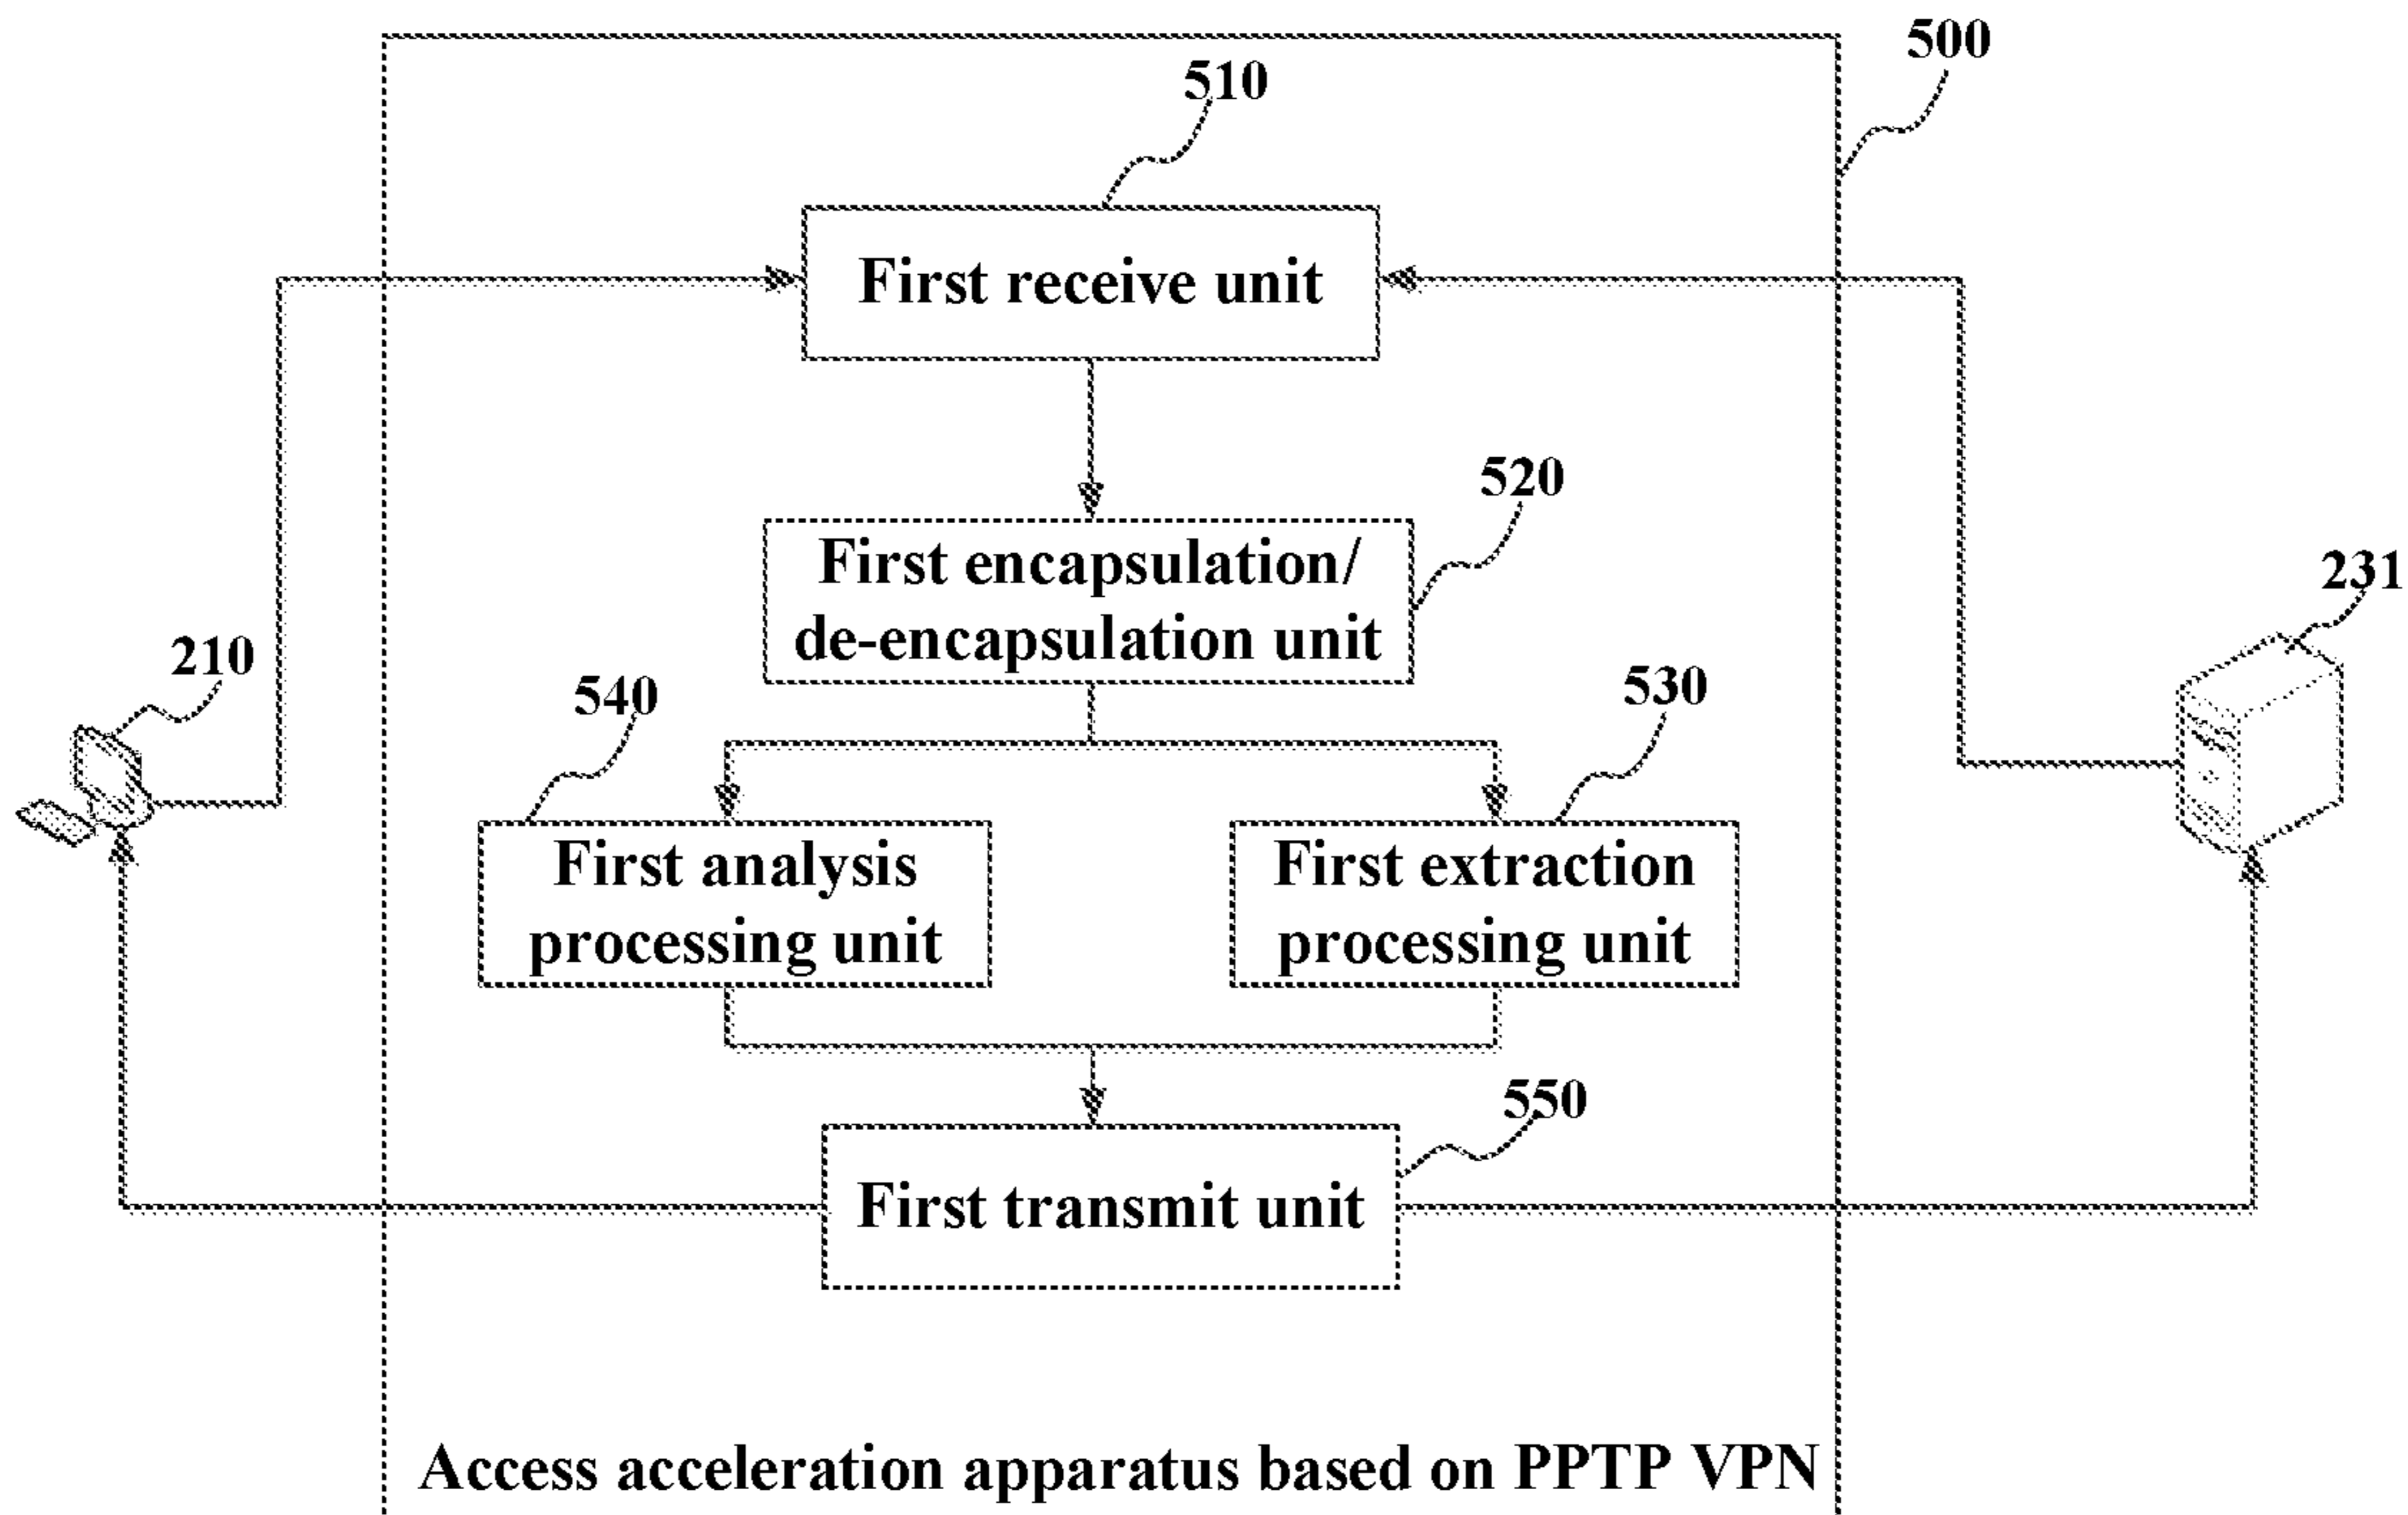 500
510
First receive unit
520
First encapsulation/
de-encapsulation unit
231
210
540
530
First analysis
processing unit
First extraction
processing unit
550
First transmit unit
Access acceleration apparatus based on PPTP VPN